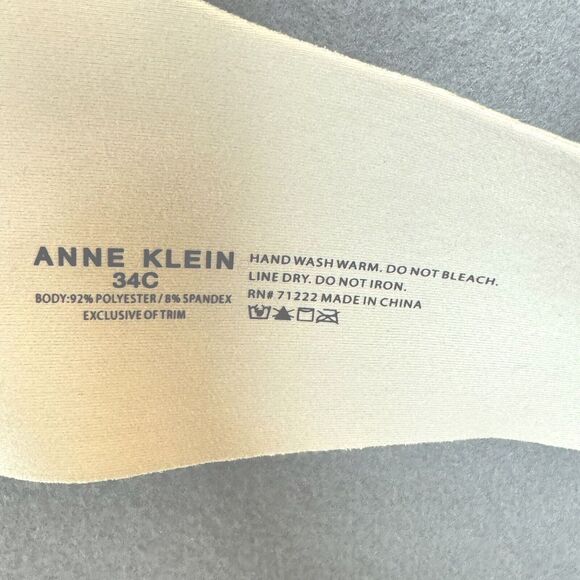 ANNE KLEIN
34C
BODY:92% POLYESTER/8% SPANDEX
EXCLUSIVE OF TRIM
HAND WASH WARM. DO NOT BLEACH.
LINE DRY. DO NOT IRON.
RN# 71222 MADE IN CHINA